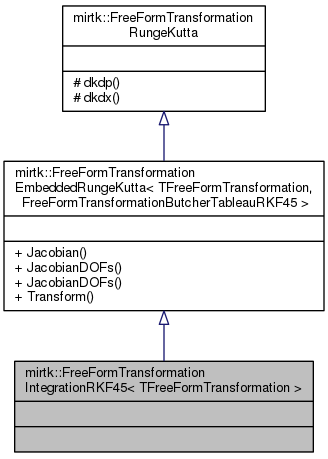 mirtk::FreeFormTransformation
RungeKutta
# dkdp()
# dkdx()
mirtk::FreeFormTransformation
EmbeddedRungeKutta< TFreeFormTransformation,
FreeFormTransformationButcherTableauRKF45 >
+ Jacobian()
+ JacobianDOFs()
+ JacobianDOFs()
+ Transform()
mirtk::FreeFormTransformation
IntegrationRKF45< TFreeFormTransformation >